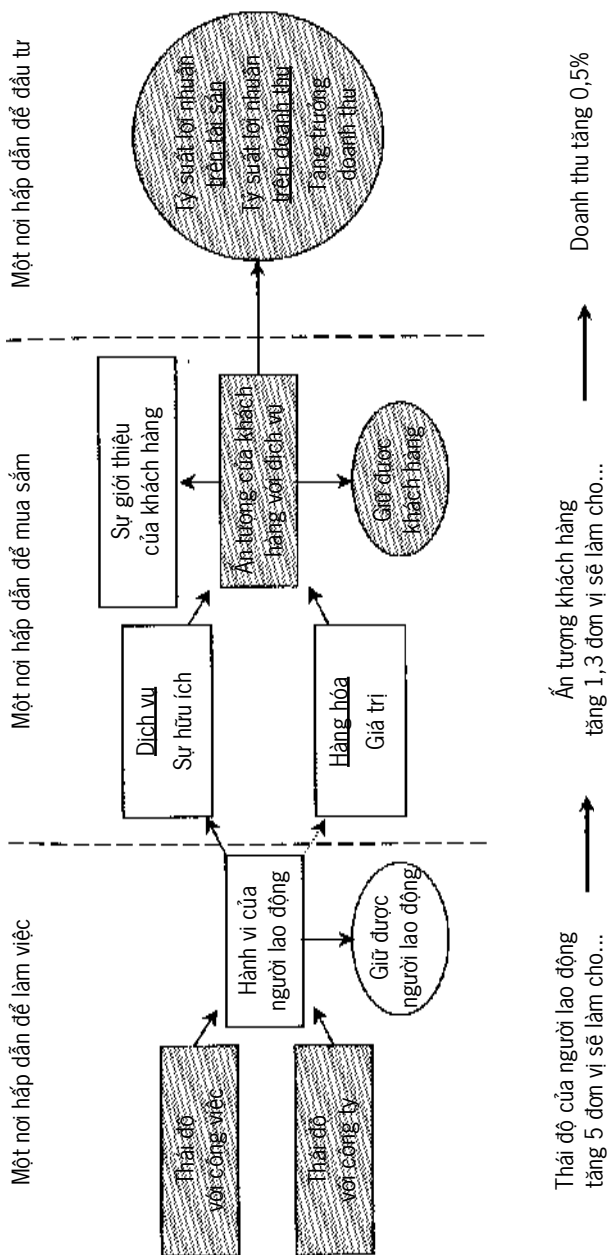 Một nơi hấp dẫn để làm việc
Một nơi hấp dẫn để mua sắm
Một nơi hấp dẫn để đầu tư
Thái độ
với công việc
Thái độ
với công ty
Hành vi của
người lao động
Giữ được
người lao động
Dịch vụ
Sự hữu ích
Hàng hóa
Giá trị
Sự giới thiệu
của khách hàng
Ấn tượng của khách
hàng với dịch vụ
Giữ được
khách hàng
Tỷ suất lợi nhuận
trên tài sản
Tỷ suất lợi nhuận
trên doanh thu
Tăng trưởng
doanh thu
Thái độ của người lao động
tăng 5 đơn vị sẽ làm cho...
Ấn tượng khách hàng
tăng 1,3 đơn vị sẽ làm cho...
Doanh thu tăng 0,5%